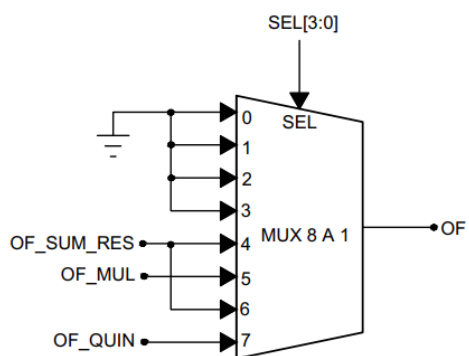 SEL[3:0]
SEL
0
1
2
3
OF_SUM_RES
4
MUX 8 A 1
OF
OF_MUL
5
6
OF_QUIN
7